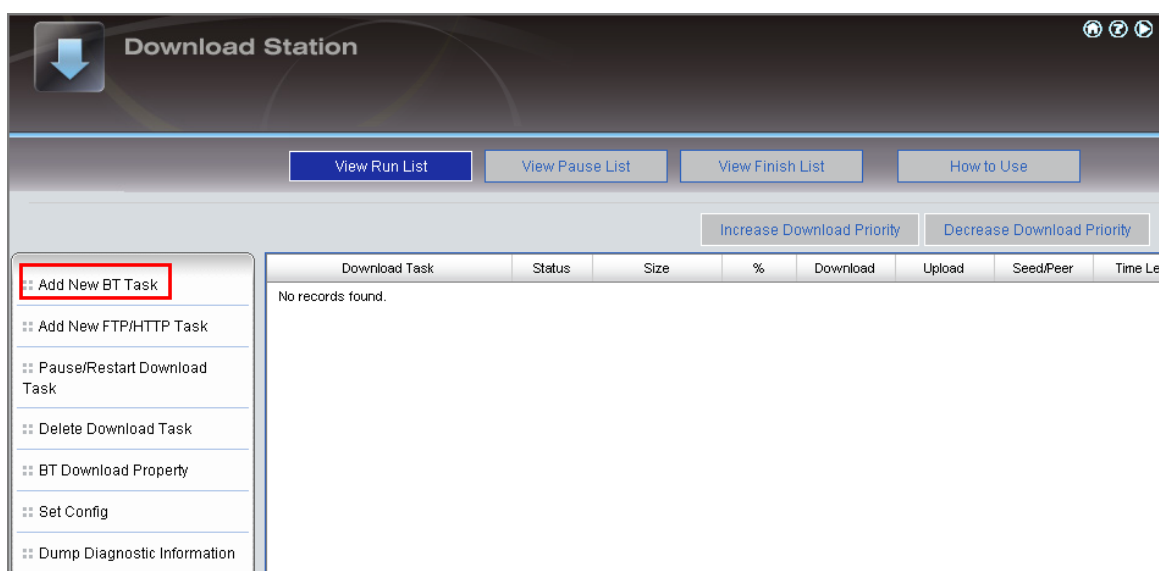 Download Station
View Run List
View Pause List
View Finish List
How to Use
Increase Download Priority
Decrease Download Priority
Add New BT Task
Add New FTP/HTTP Task
Pause/Restart Download
Task
Delete Download Task
BT Download Property
Set Config
Dump Diagnostic Information
Download Task
Status
Size
%
Download
Upload
Seed/Peer
Time Le
No records found.